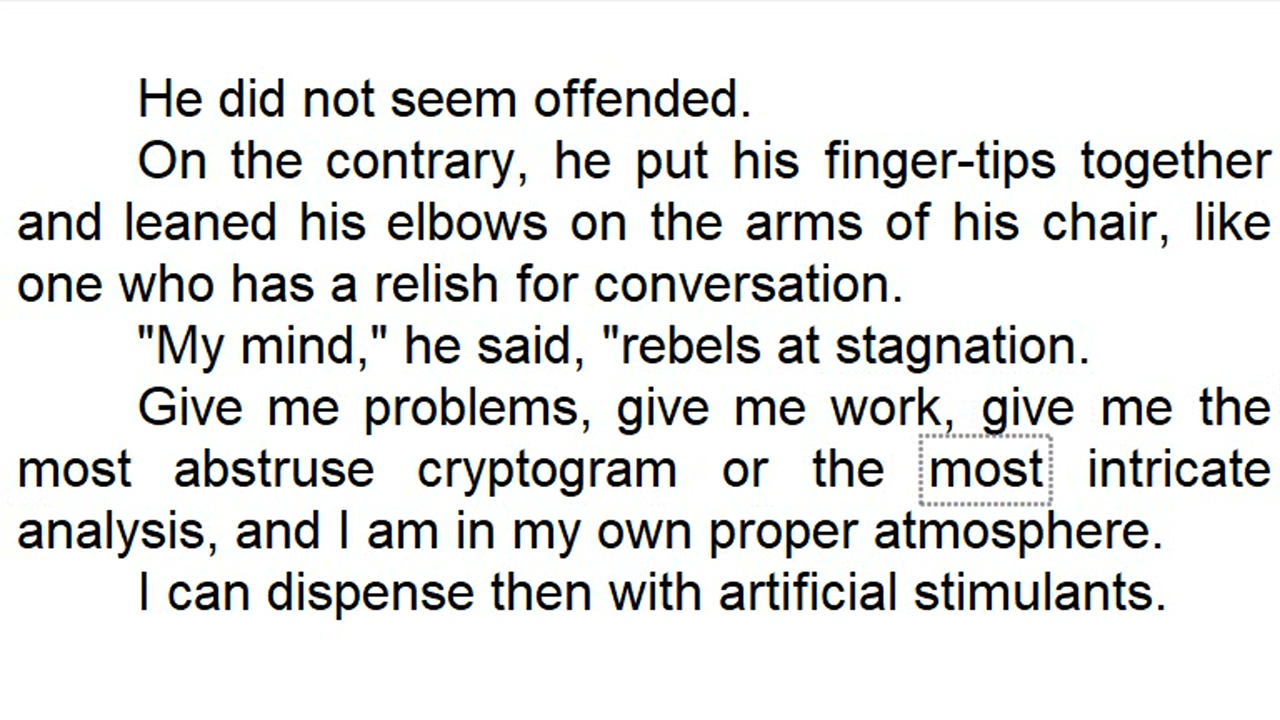 He did not seem offended.
On the contrary, he put his finger-tips together
and leaned his elbows on the arms of his chair, like
one who has a relish for conversation.
"My mind," he said, "rebels at stagnation.
Give me problems, give me work, give me the
most abstruse cryptogram or the most intricate
analysis, and I am in my own proper atmosphere.
I can dispense then with artificial stimulants.